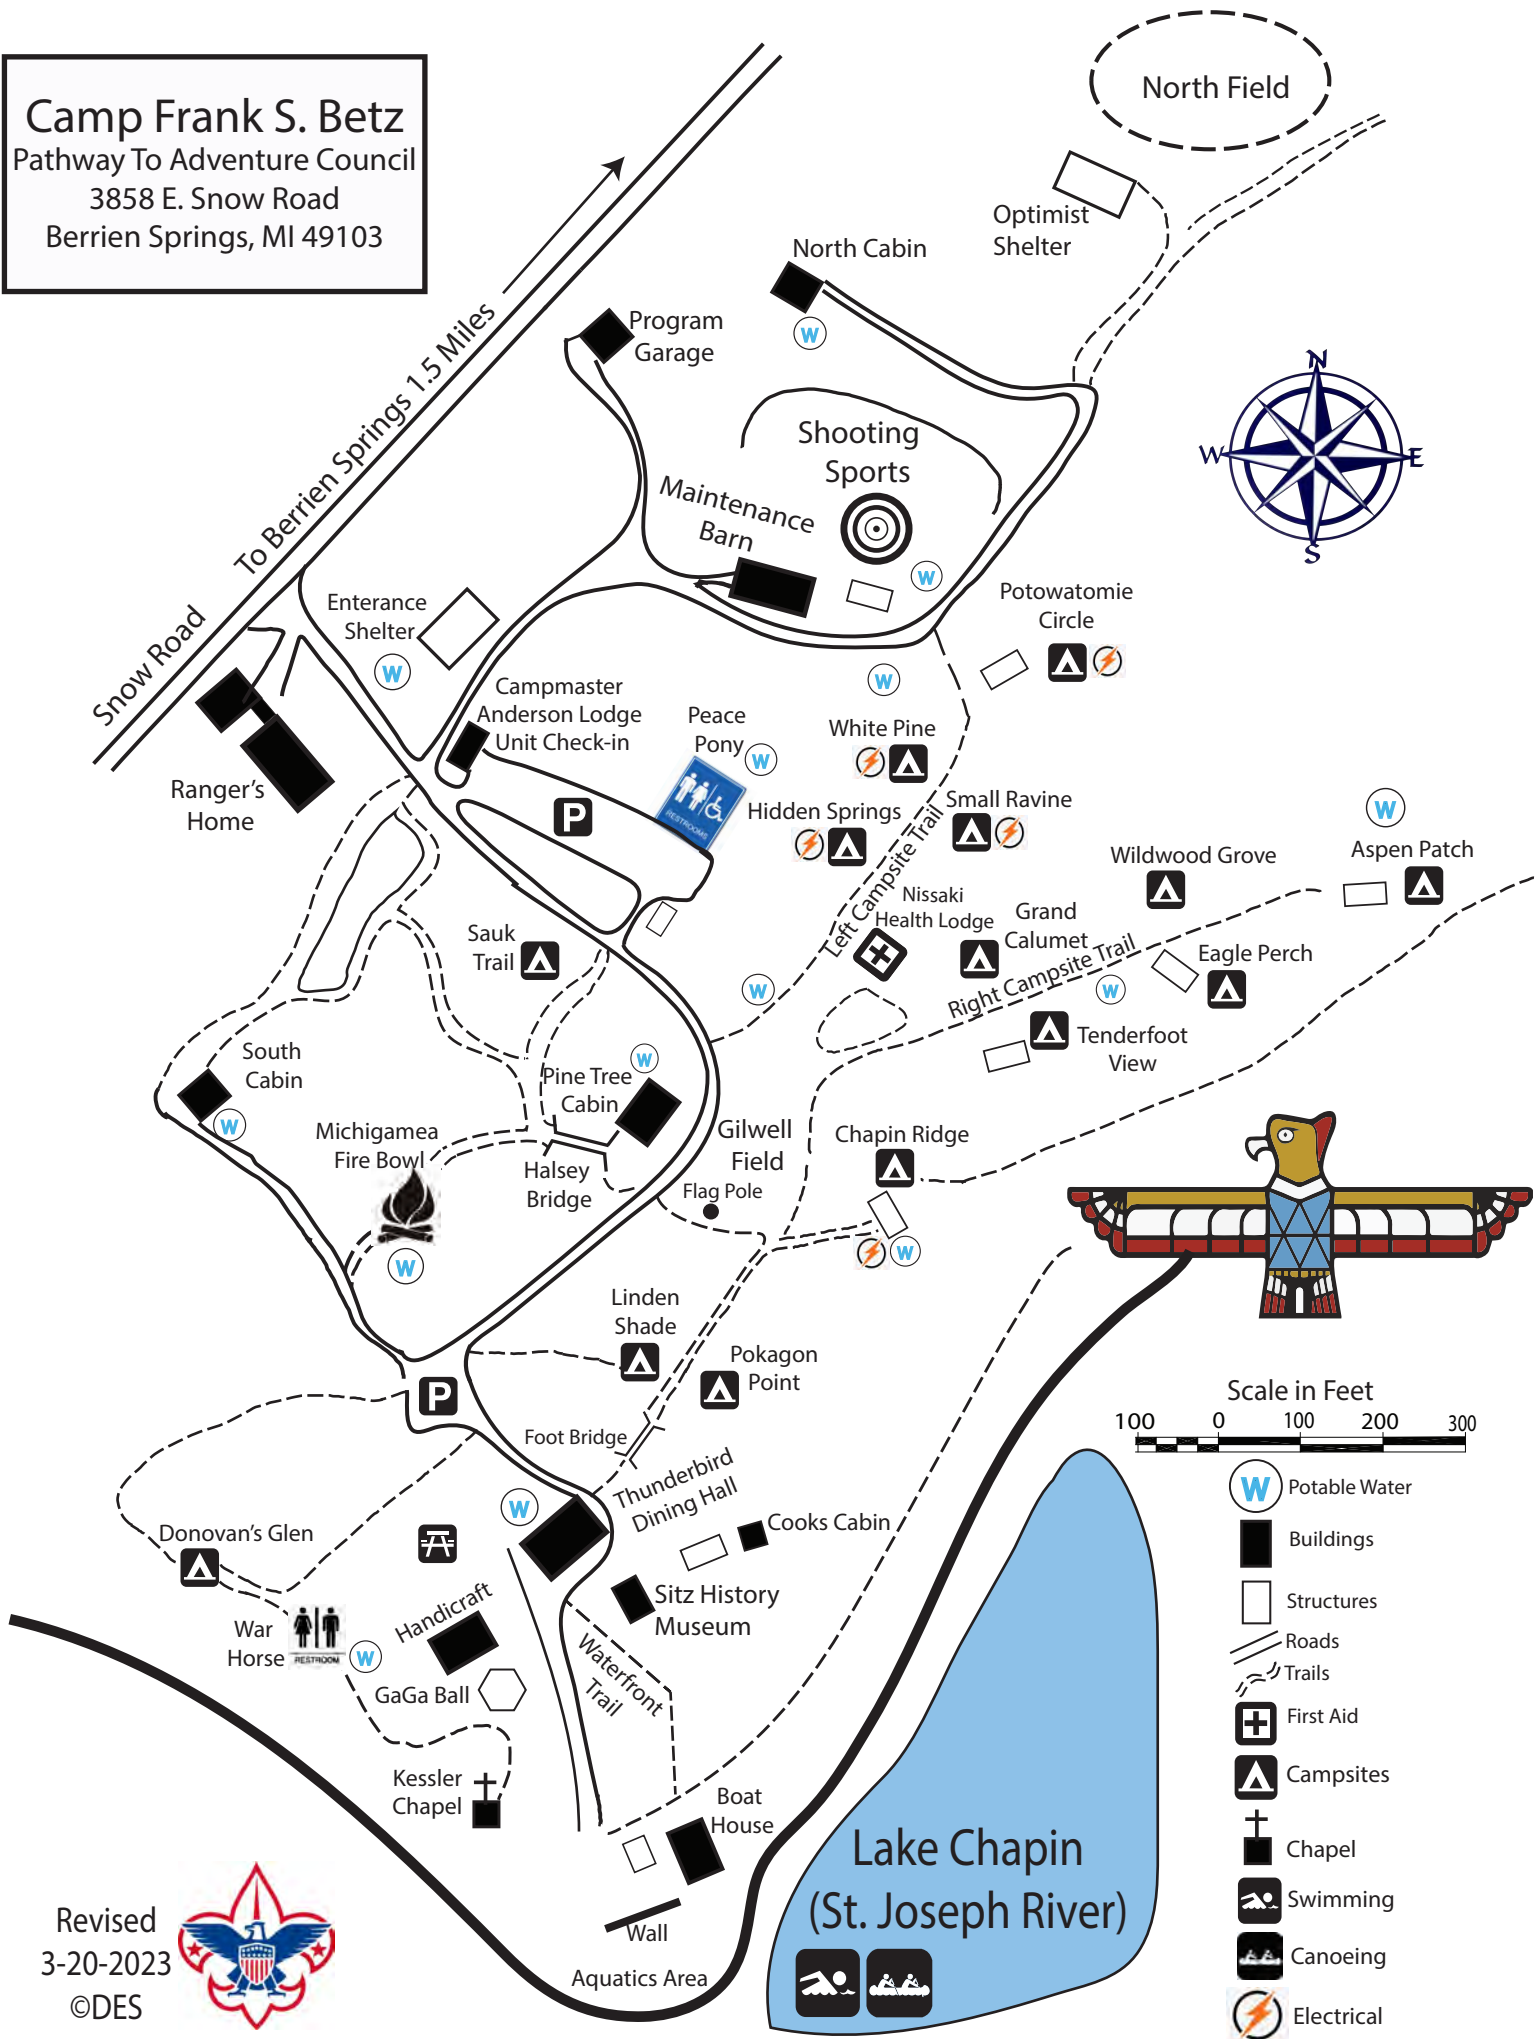 Camp Frank S. Betz
Pathway To Adventure Council
3858 E. Snow Road
Berrien Springs, MI 49103
North Field
Optimist
Shelter
North Cabin
W
Program
Garage
To Berrien Springs 1.5 Miles
Snow Road
N
W
E
S
Shooting
Sports
Maintenance
Barn
W
Enterance
Shelter
W
Potowatomie
Circle
W
Campmaster
Anderson Lodge
Unit Check-in
Peace
Pony
W
RESTROOMS
White Pine
Ranger's
Home
P
Hidden Springs
Small Ravine
Left Campsite Trail
W
Aspen Patch
Wildwood Grove
Nissaki
Health Lodge
Grand
Calumet
Right Campsite Trail
Eagle Perch
W
Sauk
Trail
W
Tenderfoot
View
South
Cabin
W
Pine Tree
Cabin
W
Michigamea
Fire Bowl
W
Halsey
Bridge
Gilwell
Field
Flag Pole
Chapin Ridge
W
Linden
Shade
Pokagon
Point
P
Foot Bridge
Thunderbird
Dining Hall
W
Cooks Cabin
Sitz History
Museum
Donovan's Glen
War
Horse
RESTROOM
W
Handicraft
GaGa Ball
Waterfront
Trail
Kessler
Chapel
Boat
House
Wall
Aquatics Area
Lake Chapin
(St. Joseph River)
Scale in Feet
100 0 100 200 300
W Potable Water
Buildings
Structures
Roads
Trails
First Aid
Campsites
Chapel
Swimming
Canoeing
Electrical
Revised
3-20-2023
©DES